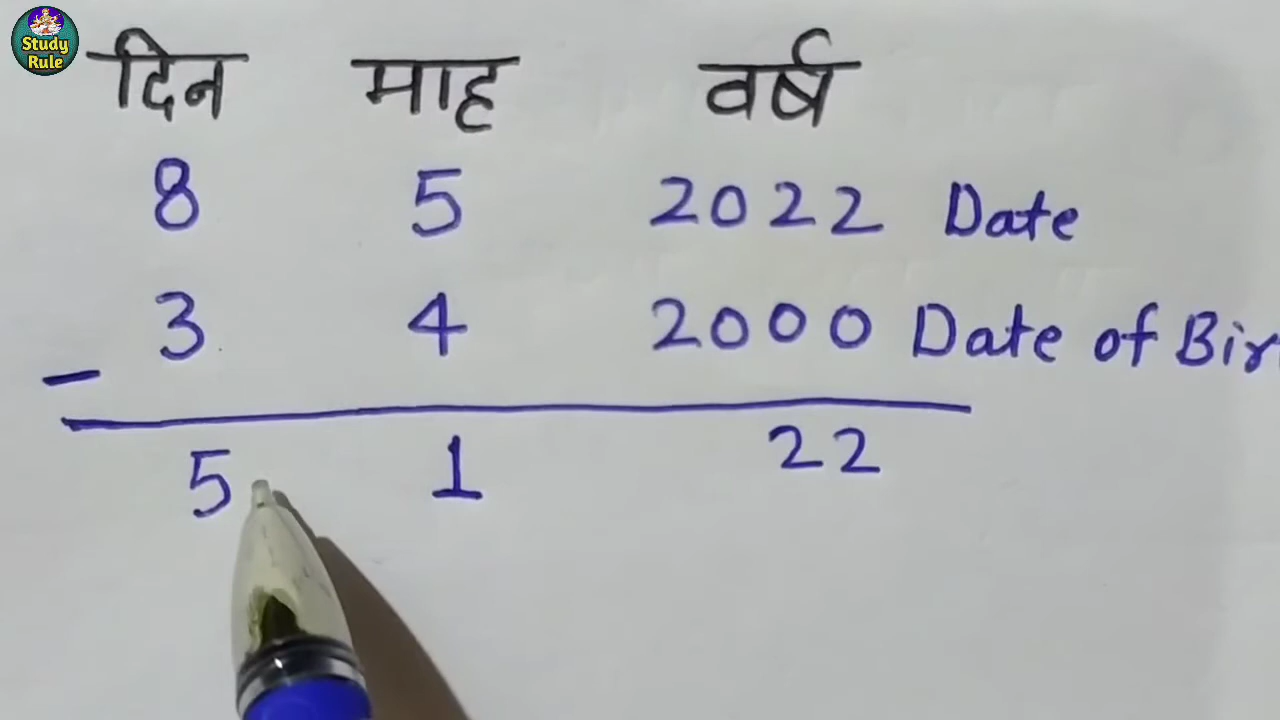 Study
Rule
दिन माह वर्ष
8 5 2022 Date
3 4 2000 Date of Bir
-
5 1 22